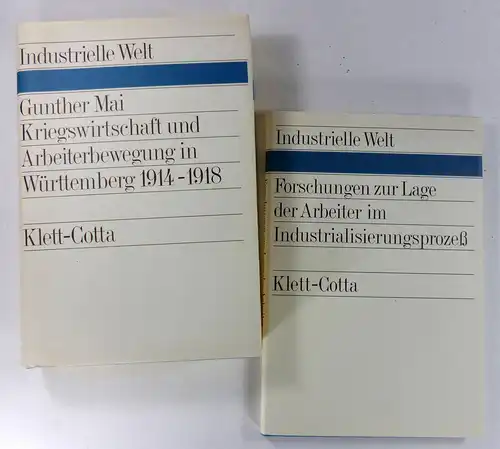 Industrielle Welt
Gunther Mai
Kriegswirtschaft und
Arbeiterbewegung in
Württemberg 1914-1918
Klett-Cotta
Industrielle Welt
Forschungen zur Lage
der Arbeiter im
Industrialisierungsprozeß
Klett-Cotta